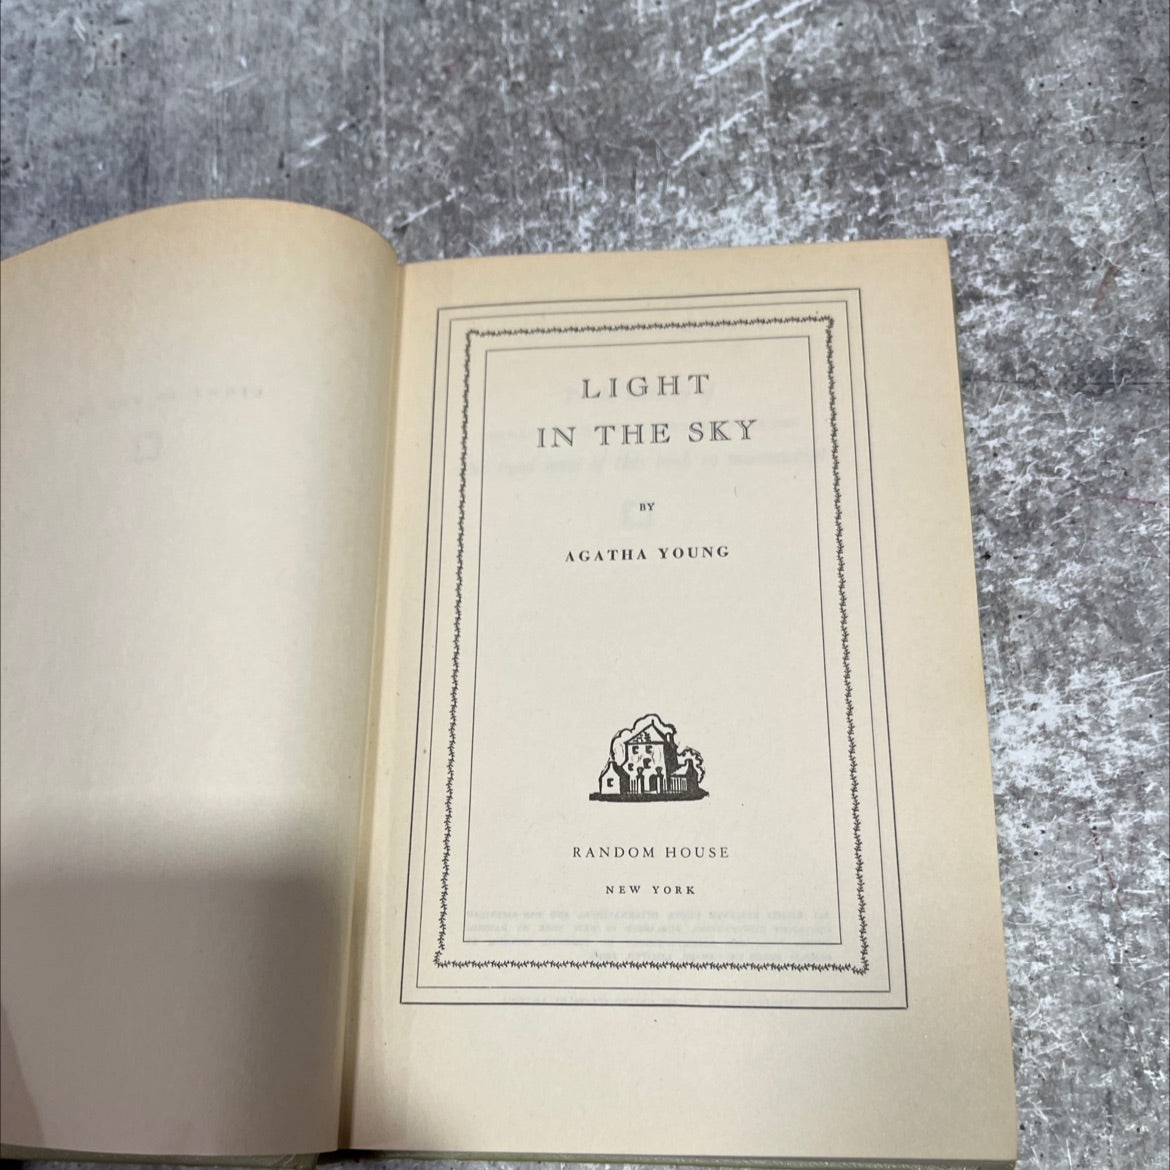 LIGHT
IN THE SKY
BY
AGATHA YOUNG
RANDOM HOUSE
NEW YORK